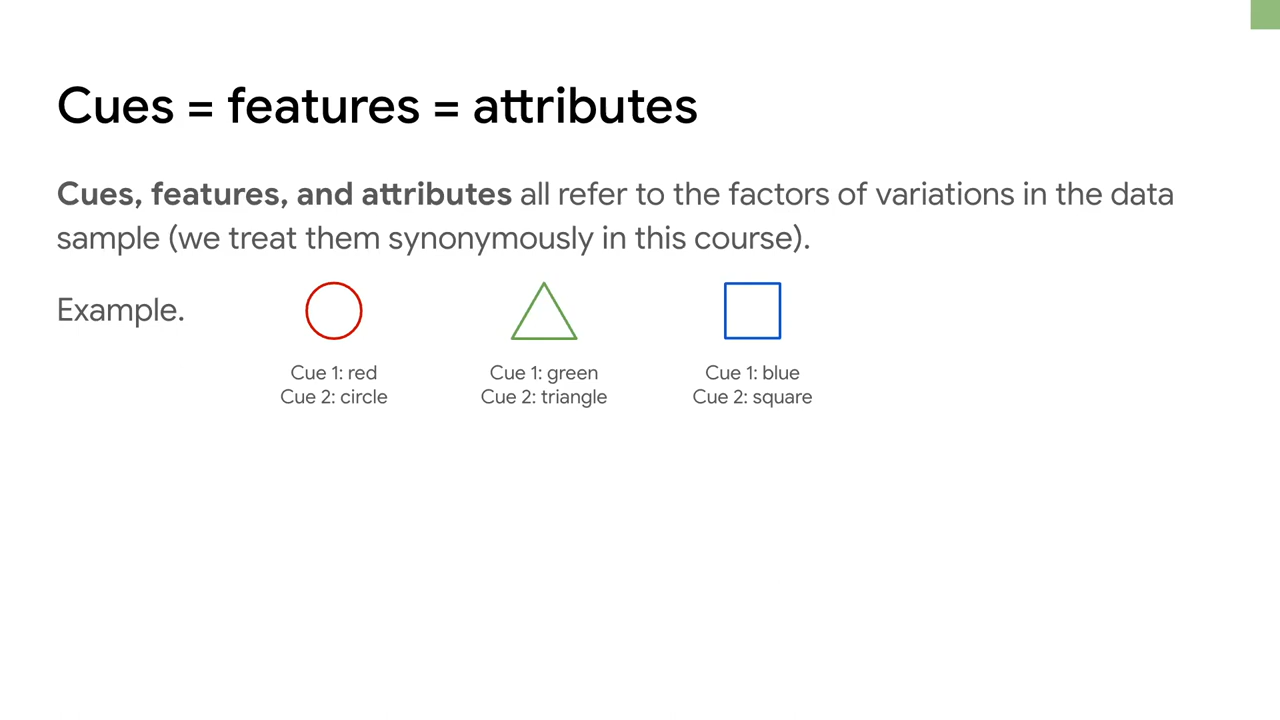 Cues = features = attributes
Cues, features, and attributes all refer to the factors of variations in the data
sample (we treat them synonymously in this course).
Example.
Cue 1: red
Cue 2: circle
Cue 1: green
Cue 2: triangle
Cue 1: blue
Cue 2: square